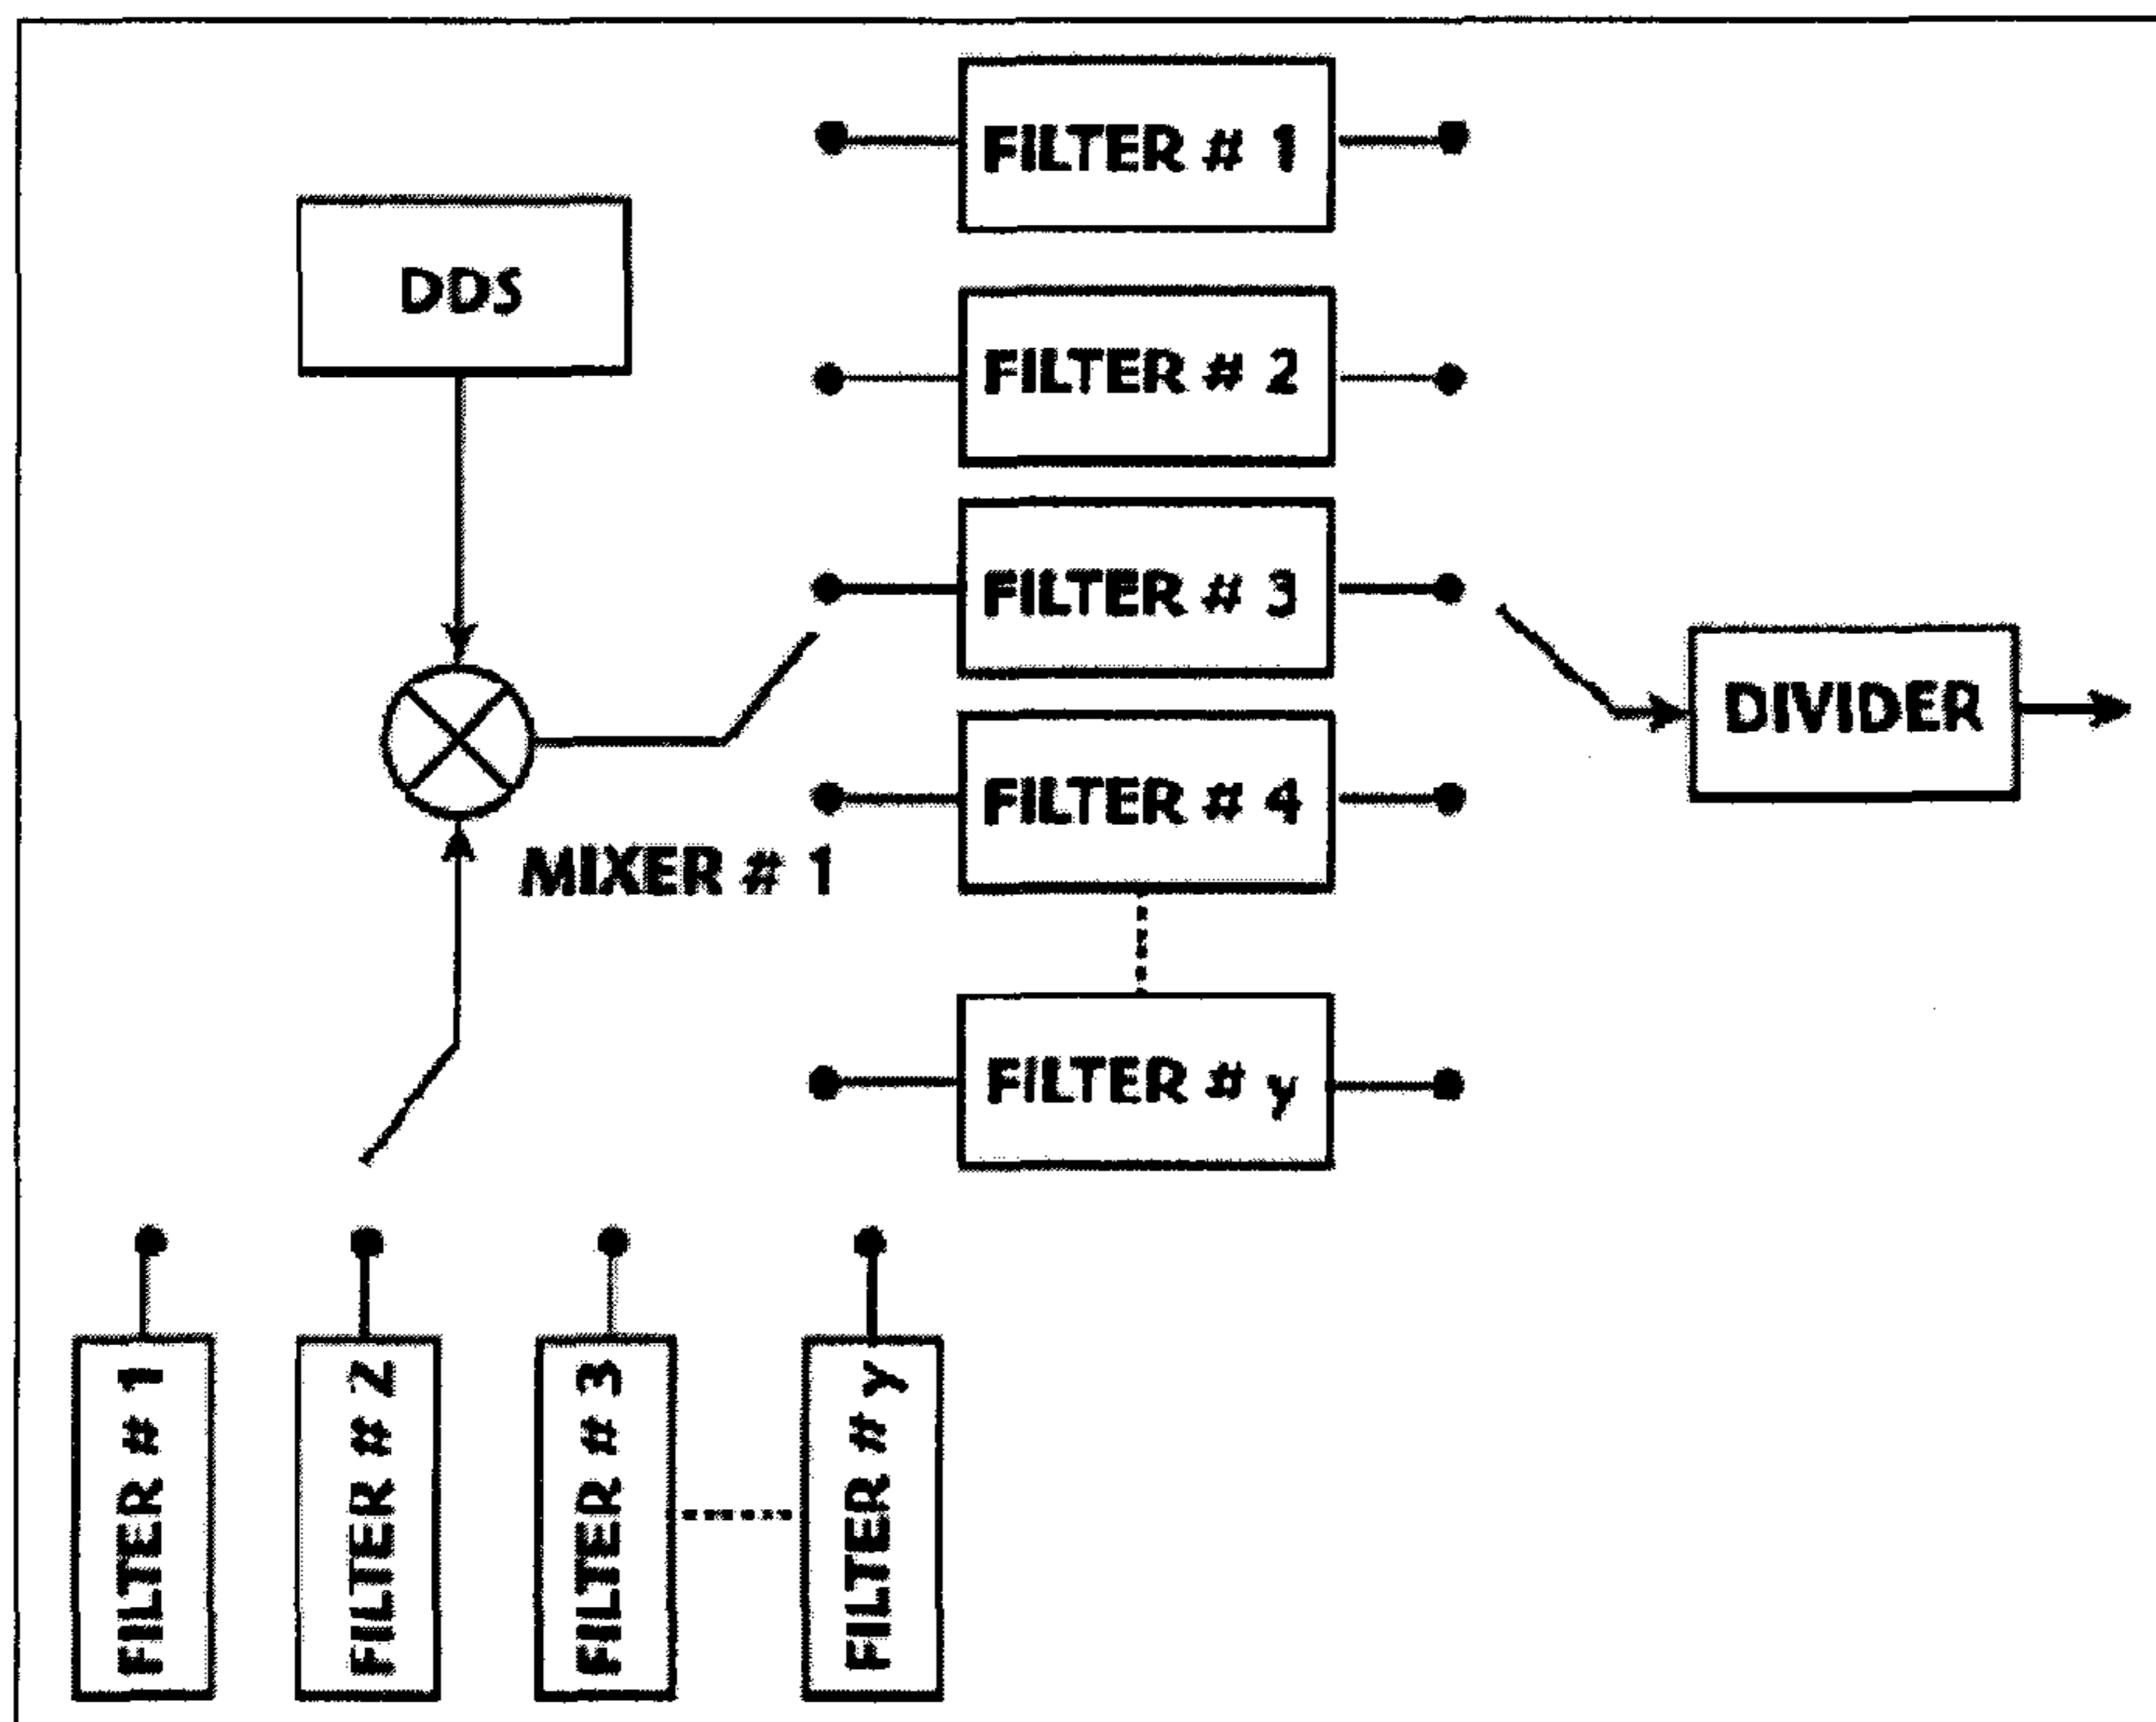 FILTER # 1
DDS
FILTER # 2
FILTER # 3
DIVIDER
FILTER # 4
MIXER # 1
FILTER # y
FILTER # 1
FILTER # 2
FILTER # 3
FILTER # y